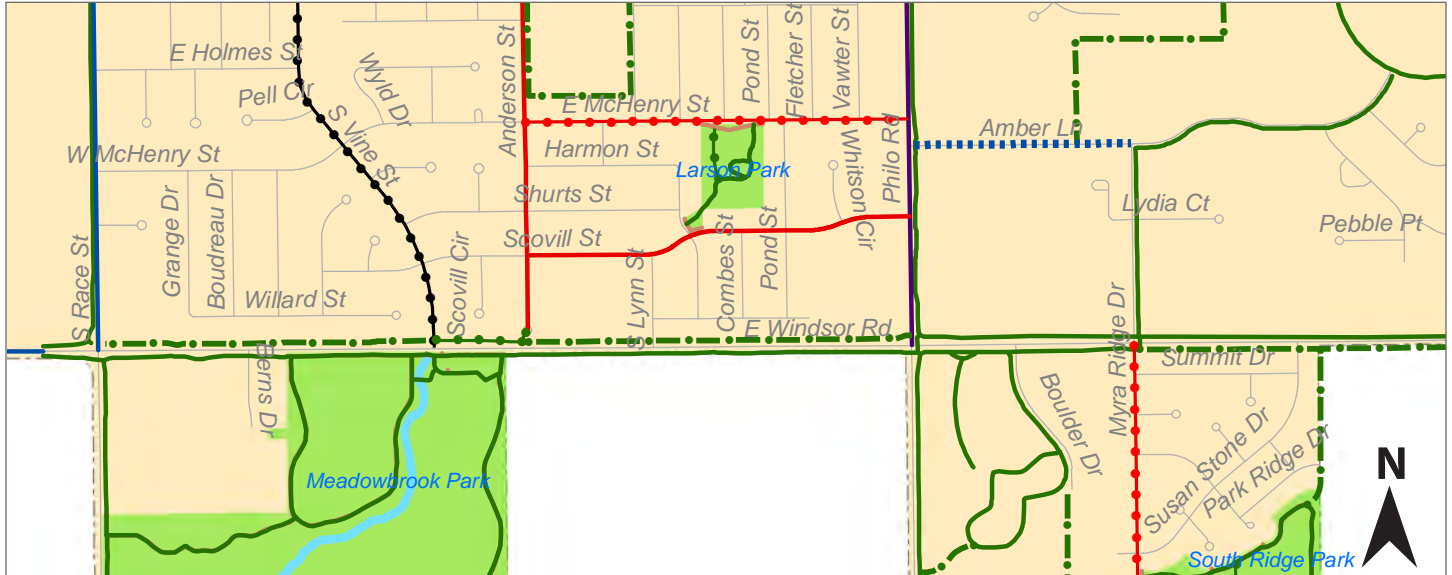 E Holmes St
Pell Cir
Wyld Dr
S Vine St
W McHenry St
Grange Dr
Boudreau Dr
S Race St
Willard St
Scovill Cir
Anderson St
E McHenry St
Pond St
Fletcher St
Vawter St
Harmon St
Larson Park
Shurts St
Scovill St
Whitson Cir
Philo Rd
S Lynn St
Combes St
Pond St
E Windsor Rd
Amber Ln
Lydia Ct
Pebble Pt
Myra Ridge Dr
Summit Dr
Berns Dr
Meadowbrook Park
Boulder Dr
Susan Stone Dr
Park Ridge Dr
South Ridge Park
N